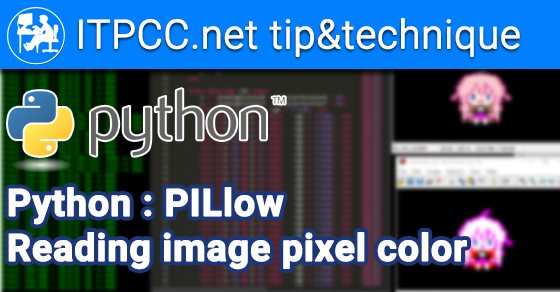 ITPCC.net tip&technique
python™
Python : PILlow
Reading image pixel color